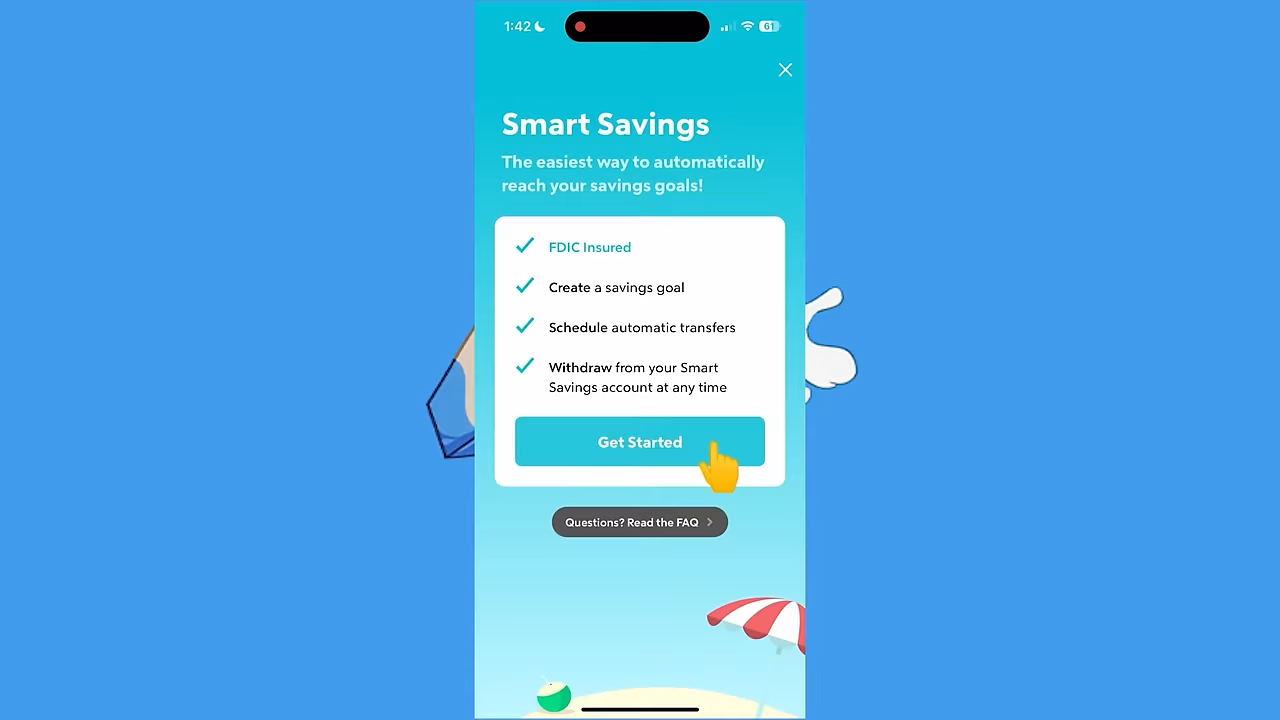 1:42
61
Smart Savings
The easiest way to automatically
reach your savings goals!
FDIC Insured
Create a savings goal
Schedule automatic transfers
Withdraw from your Smart
Savings account at any time
Get Started
Questions? Read the FAQ